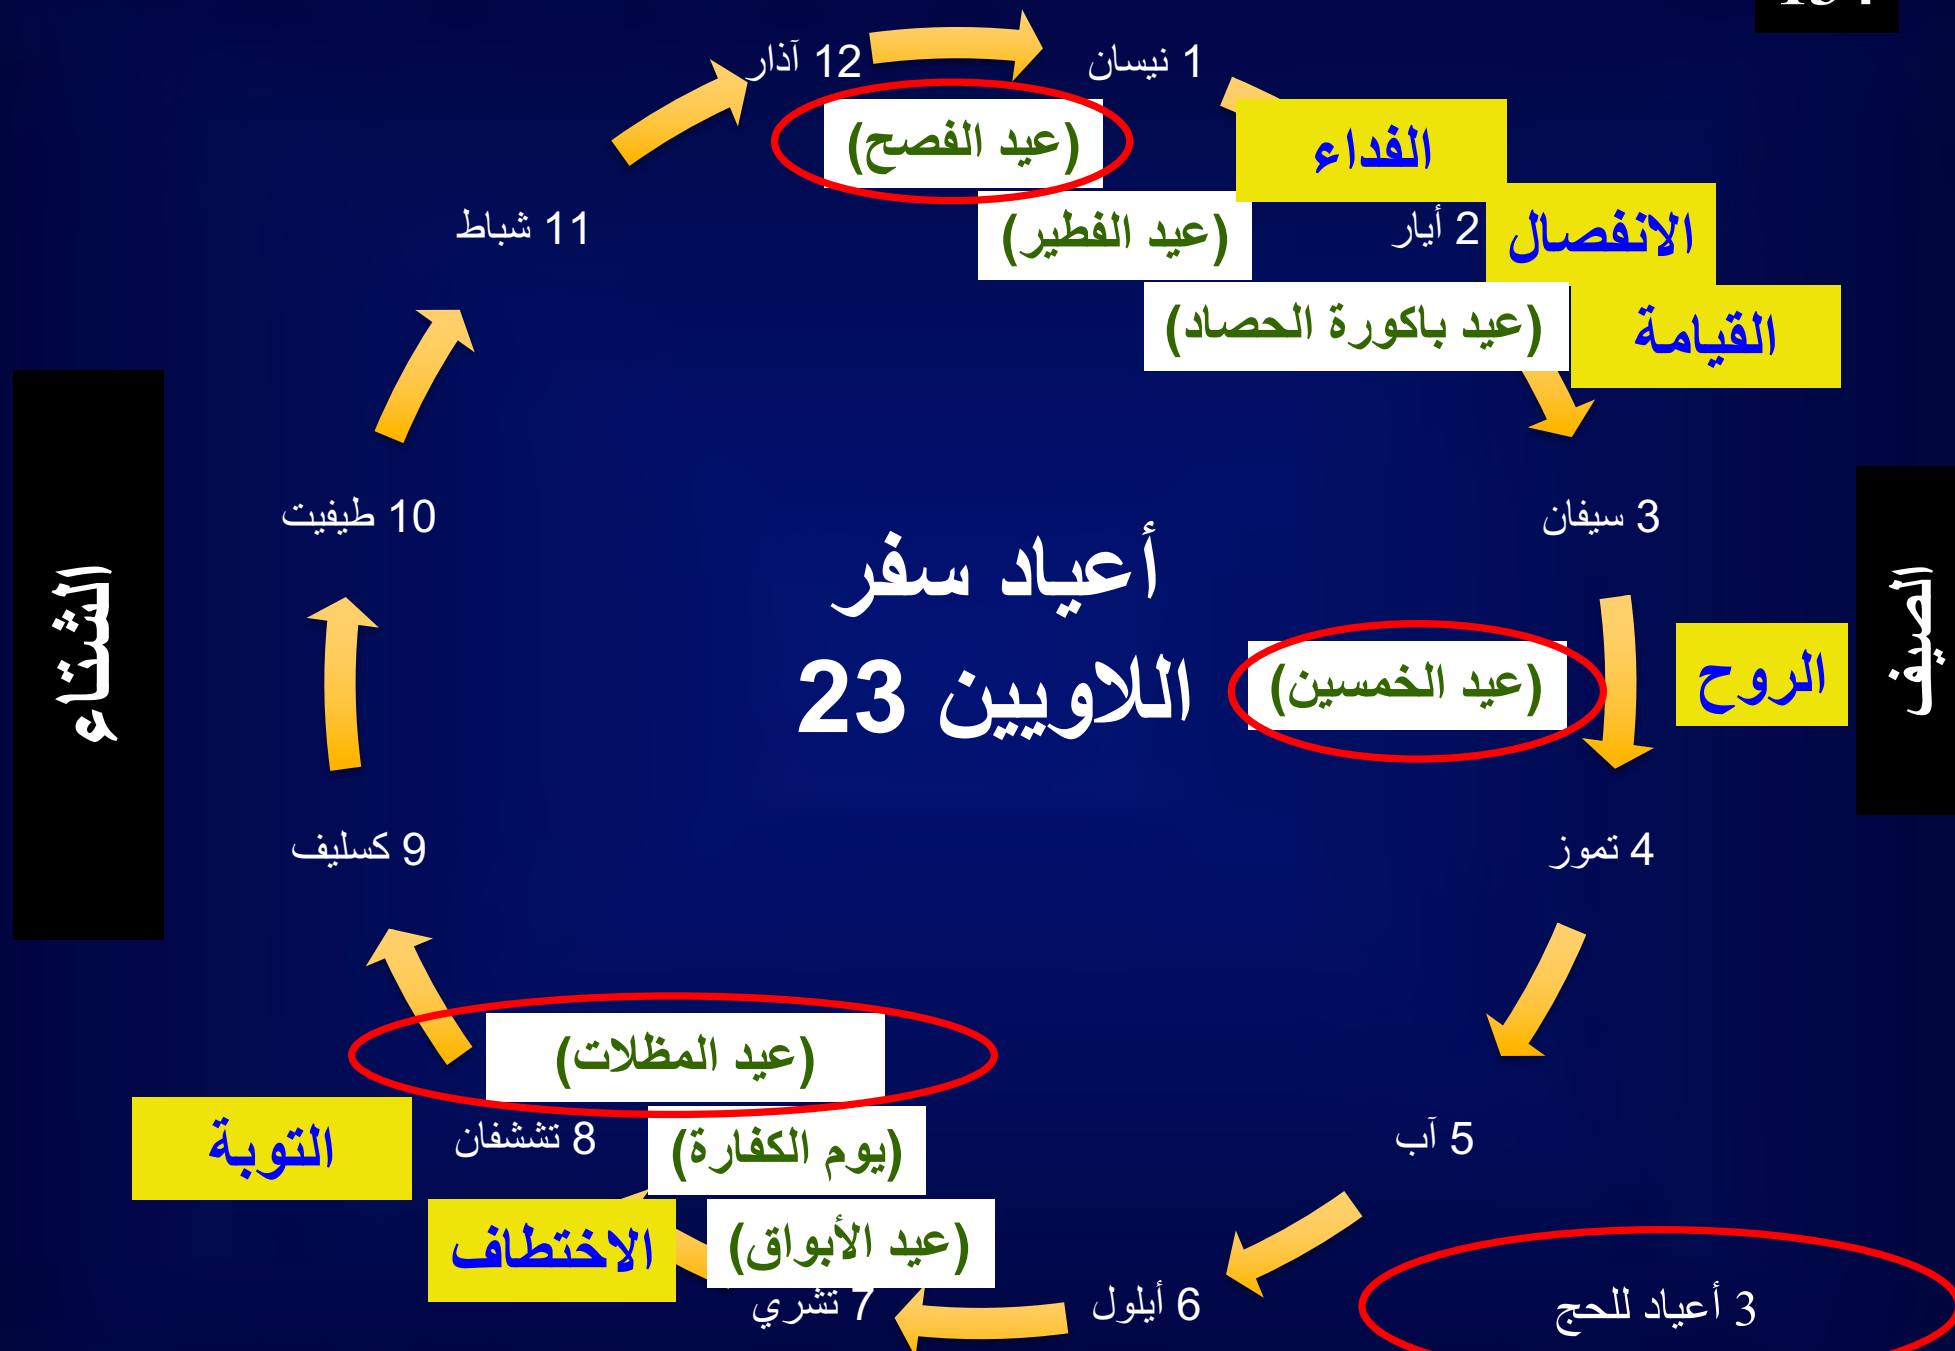 12 آذار
1 نيسان
(عيد الفصح)
الفداء
(عيد الفطير)
2 أيار
الانفصال
11 شباط
(عيد باكورة الحصاد)
القيامة
10 طيفيت
3 سيفان
أعياد سفر
اللاويين 23
(عيد الخمسين)
الروح
الصيف
الشتاء
9 كسليف
4 تموز
(عيد المظلات)
(يوم الكفارة)
8 تششفان
التوبة
5 آب
(عيد الأبواق)
الاختطاف
7 تشري
6 أيلول
3 أعياد للحج